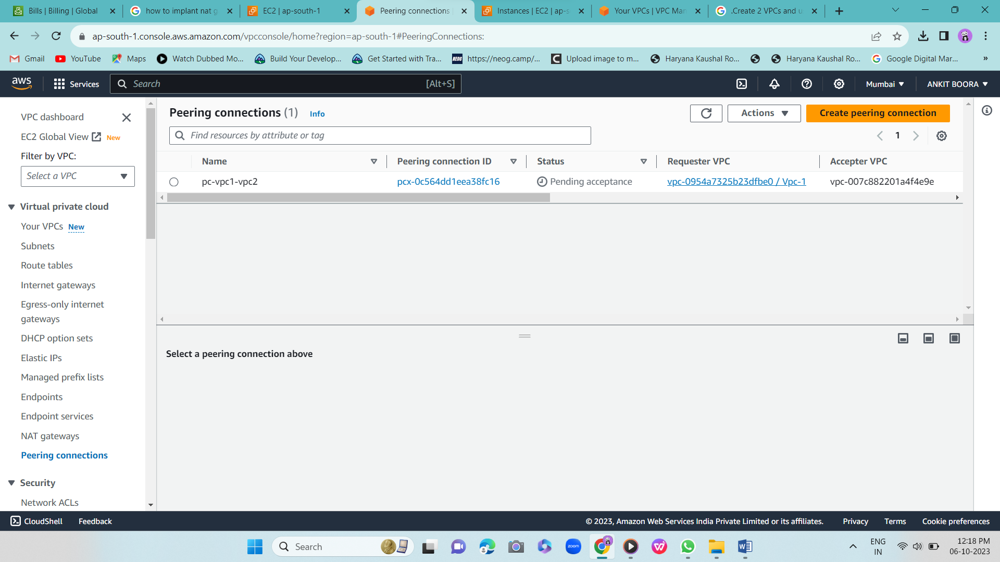 Bills | Billing | Global
how to implant nat g
EC2 | ap-south-1
Peering connections
Instances | EC2 | ap-s
Your VPCs | VPC Man
.Create 2 VPCs and u
ap-south-1.console.aws.amazon.com/vpcconsole/home?region=ap-south-1#PeeringConnections:
Gmail
YouTube
Maps
Watch Dubbed Mo...
Build Your Develop...
Get Started with Tra...
NEOG
https://neog.camp/...
Upload image to m...
Haryana Kaushal Ro...
Haryana Kaushal Ro...
Google Digital Mar...
»
aws
Services
Search
[Alt+S]
Mumbai
ANKIT BOORA
VPC dashboard
EC2 Global View New
Filter by VPC:
Select a VPC
Virtual private cloud
Your VPCs New
Subnets
Route tables
Internet gateways
Egress-only internet
gateways
DHCP option sets
Elastic IPs
Managed prefix lists
Endpoints
Endpoint services
NAT gateways
Peering connections
Security
Network ACLs
Peering connections (1) Info
Actions
Create peering connection
Find resources by attribute or tag
1
Name Peering connection ID Status Requester VPC Accepter VPC
pc-vpc1-vpc2 pcx-0c564dd1eea38fc16 Pending acceptance vpc-0954a7325b23dfbe0 / Vpc-1 vpc-007c882201a4f4e9e
Select a peering connection above
CloudShell
Feedback
© 2023, Amazon Web Services India Private Limited or its affiliates.
Privacy
Terms
Cookie preferences
Search
zoom
ENG
IN
12:18 PM
06-10-2023